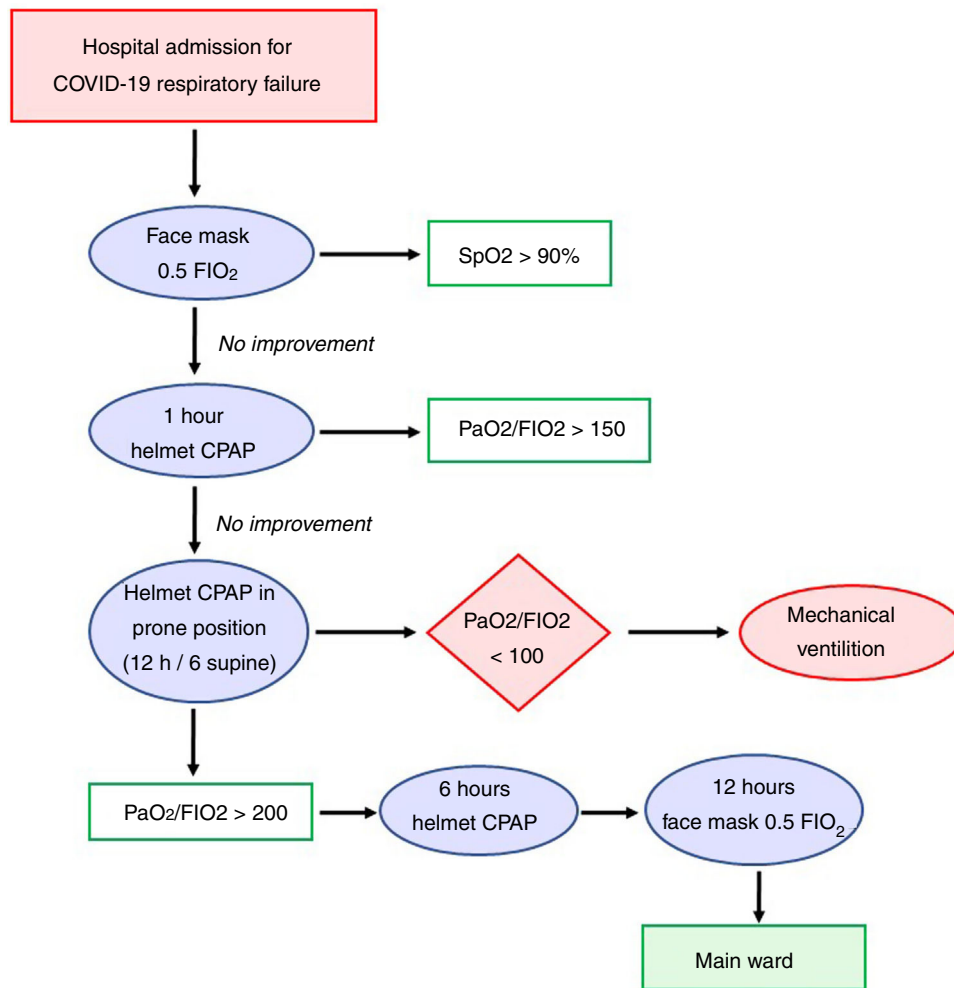 Hospital admission for
COVID-19 respiratory failure
Face mask
0.5 FIO₂
SpO2 > 90%
No improvement
1 hour
helmet CPAP
PaO2/FIO2 > 150
No improvement
Helmet CPAP in
prone position
(12 h / 6 supine)
PaO2/FIO2
< 100
Mechanical
ventilition
PaO₂/FIO2 > 200
6 hours
helmet CPAP
12 hours
face mask 0.5 FIO₂
Main ward